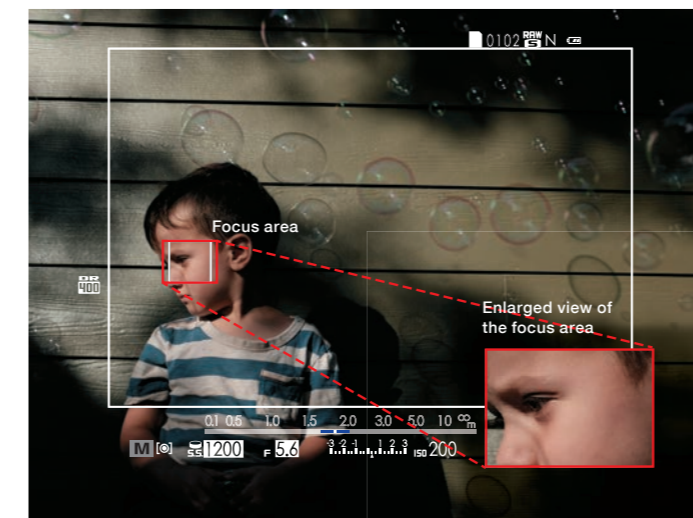 0102 RAW S N
Focus area
DR
400
Enlarged view of
the focus area
0.1 0.5 1.0 1.5 2.0 3.0 5.0 10 ∞ m
M SS 1200 F 5.6 -3 -2 -1 1 2 3 ISO 200